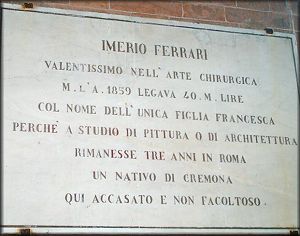 IMERIO FERRARI
VALENTISSIMO NELL' ARTE CHIRURGICA
M. L'A. 1859 LEGAVA 40. M. LIRE
COL NOME DELL' UNICA FIGLIA FRANCESCA
PERCHÈ A STUDIO DI PITTURA O DI ARCHITETTURA
RIMANESSE TRE ANNI IN ROMA
UN NATIVO DI CREMONA
QUI ACCASATO E NON FACOLTOSO.